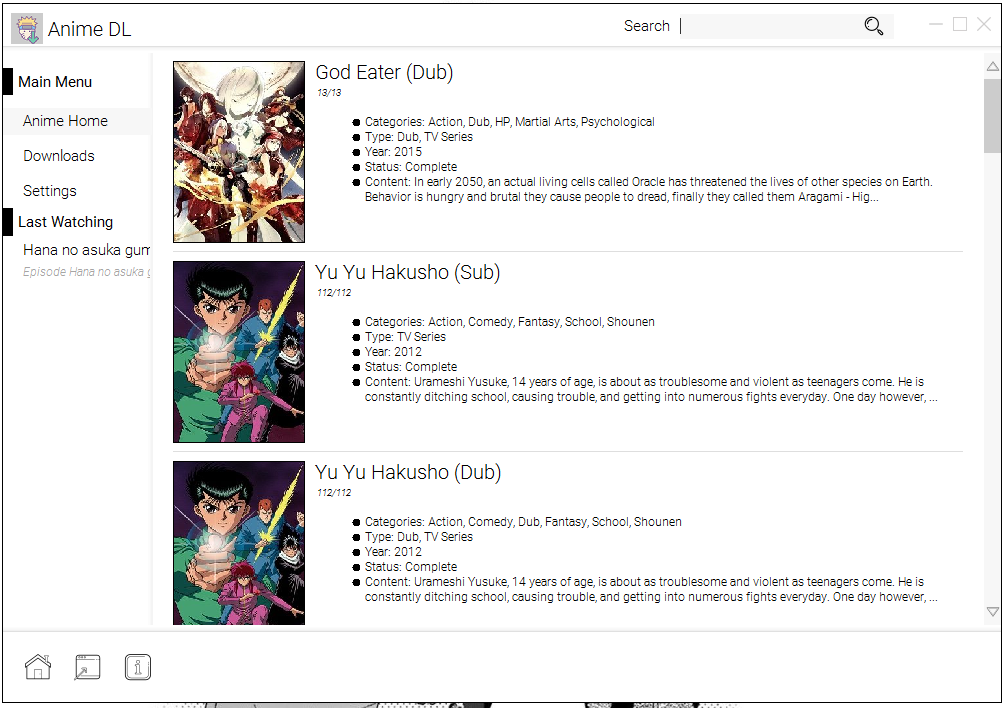 Anime DL
Search
Main Menu
Anime Home
Downloads
Settings
Last Watching
Hana no asuka gum
Episode Hana no asuka g
God Eater (Dub)
13/13
Categories: Action, Dub, HP, Martial Arts, Psychological
Type: Dub, TV Series
Year: 2015
Status: Complete
Content: In early 2050, an actual living cells called Oracle has threatened the lives of other species on Earth.
Behavior is hungry and brutal they cause people to dread, finally they called them Aragami - Hig...
Yu Yu Hakusho (Sub)
112/112
Categories: Action, Comedy, Fantasy, School, Shounen
Type: TV Series
Year: 2012
Status: Complete
Content: Urameshi Yusuke, 14 years of age, is about as troublesome and violent as teenagers come. He is
constantly ditching school, causing trouble, and getting into numerous fights everyday. One day however, ...
Yu Yu Hakusho (Dub)
112/112
Categories: Action, Comedy, Dub, Fantasy, School, Shounen
Type: Dub, TV Series
Year: 2012
Status: Complete
Content: Urameshi Yusuke, 14 years of age, is about as troublesome and violent as teenagers come. He is
constantly ditching school, causing trouble, and getting into numerous fights everyday. One day however, ...